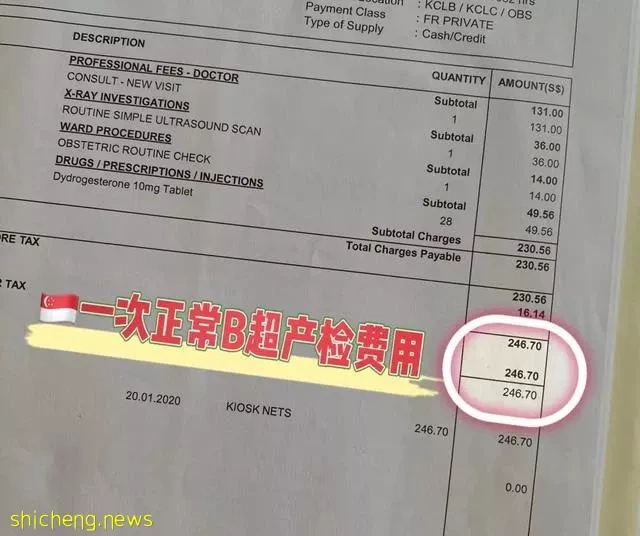 KCLB / KCLC / OBS
Payment Class : FR PRIVATE
Type of Supply : Cash/Credit
DESCRIPTION QUANTITY AMOUNT(S$)
PROFESSIONAL FEES - DOCTOR Subtotal 131.00
CONSULT - NEW VISIT 1 131.00
X-RAY INVESTIGATIONS Subtotal 36.00
ROUTINE SIMPLE ULTRASOUND SCAN 1 36.00
WARD PROCEDURES Subtotal 14.00
OBSTETRIC ROUTINE CHECK 1 14.00
DRUGS / PRESCRIPTIONS / INJECTIONS Subtotal 49.56
Dydrogesterone 10mg Tablet 28 49.56
Subtotal Charges 230.56
Total Charges Payable 230.56
ORE TAX 230.56
R TAX 16.14
246.70
一次正常B超产检费用
246.70
246.70
20.01.2020 KIOSK NETS 246.70 246.70
0.00
shicheng.news